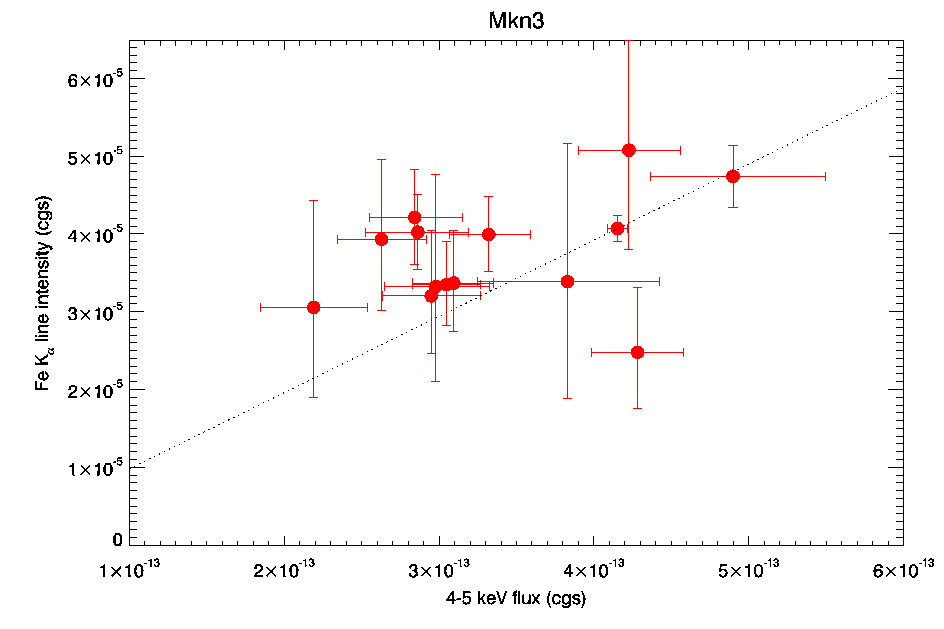 Mkn3
Fe Kα line intensity (cgs)
6×10⁻⁵
5×10⁻⁵
4×10⁻⁵
3×10⁻⁵
2×10⁻⁵
1×10⁻⁵
0
1×10⁻¹³ 2×10⁻¹³ 3×10⁻¹³ 4×10⁻¹³ 5×10⁻¹³ 6×10⁻¹³
4-5 keV flux (cgs)